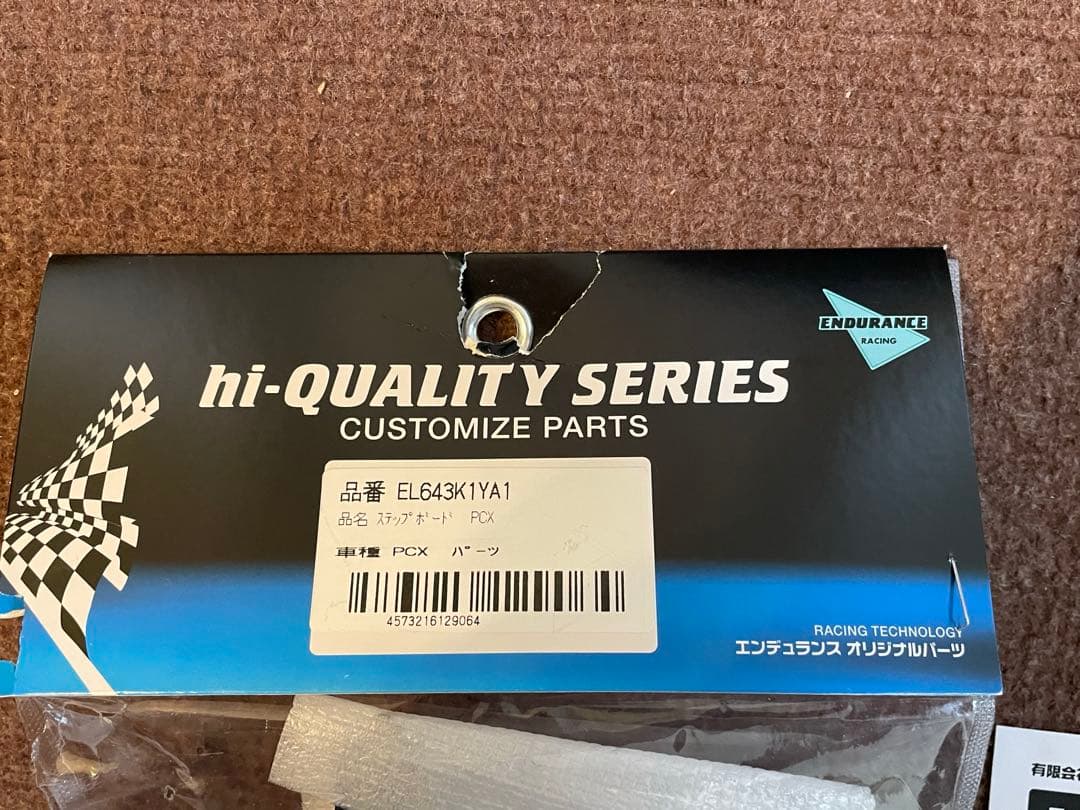 ENDURANCE
RACING
hi-QUALITY SERIES
CUSTOMIZE PARTS
品番 EL643K1YA1
品名 ｽﾃｯﾌﾟﾎﾞｰﾄﾞ PCX
車種 PCX ﾊﾟｰﾂ
4573216129064
RACING TECHNOLOGY
エンデュランス オリジナルパーツ
有限会